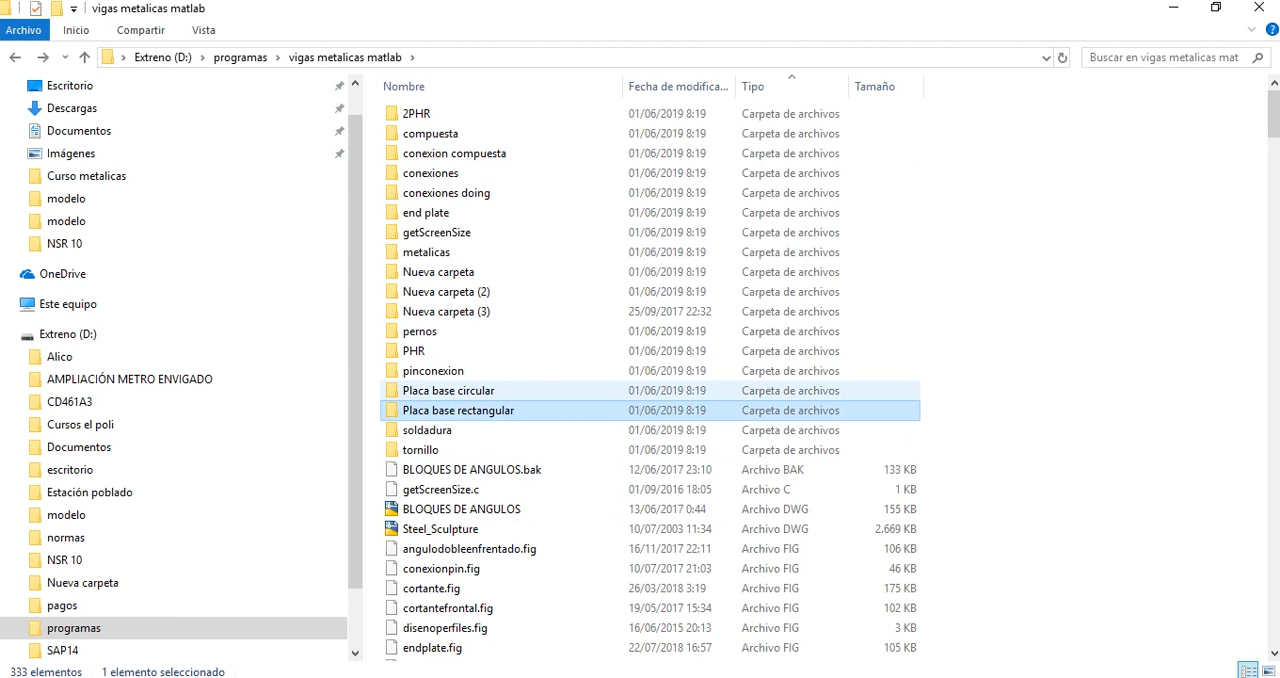 vigas metalicas matlab
Archivo Inicio Compartir Vista
Extreno (D:) programas vigas metalicas matlab
Buscar en vigas metalicas mat
Escritorio
Descargas
Documentos
Imágenes
Curso metalicas
modelo
modelo
NSR 10
OneDrive
Este equipo
Extreno (D:)
Alico
AMPLIACIÓN METRO ENVIGADO
CD461A3
Cursos el poli
Documentos
escritorio
Estación poblado
modelo
normas
NSR 10
Nueva carpeta
pagos
programas
SAP14
Nombre Fecha de modifica... Tipo Tamaño
2PHR 01/06/2019 8:19 Carpeta de archivos
compuesta 01/06/2019 8:19 Carpeta de archivos
conexion compuesta 01/06/2019 8:19 Carpeta de archivos
conexiones 01/06/2019 8:19 Carpeta de archivos
conexiones doing 01/06/2019 8:19 Carpeta de archivos
end plate 01/06/2019 8:19 Carpeta de archivos
getScreenSize 01/06/2019 8:19 Carpeta de archivos
metalicas 01/06/2019 8:19 Carpeta de archivos
Nueva carpeta 01/06/2019 8:19 Carpeta de archivos
Nueva carpeta (2) 01/06/2019 8:19 Carpeta de archivos
Nueva carpeta (3) 25/09/2017 22:32 Carpeta de archivos
pernos 01/06/2019 8:19 Carpeta de archivos
PHR 01/06/2019 8:19 Carpeta de archivos
pinconexion 01/06/2019 8:19 Carpeta de archivos
Placa base circular 01/06/2019 8:19 Carpeta de archivos
Placa base rectangular 01/06/2019 8:19 Carpeta de archivos
soldadura 01/06/2019 8:19 Carpeta de archivos
tornillo 01/06/2019 8:19 Carpeta de archivos
BLOQUES DE ANGULOS.bak 12/06/2017 23:10 Archivo BAK 133 KB
getScreenSize.c 01/09/2016 18:05 Archivo C 1 KB
BLOQUES DE ANGULOS 13/06/2017 0:44 Archivo DWG 155 KB
Steel_Sculpture 10/07/2003 11:34 Archivo DWG 2.669 KB
angulodobleenfrentado.fig 16/11/2017 22:11 Archivo FIG 106 KB
conexionpin.fig 10/07/2017 21:03 Archivo FIG 46 KB
cortante.fig 26/03/2018 3:19 Archivo FIG 175 KB
cortantefrontal.fig 19/05/2017 15:34 Archivo FIG 102 KB
disenoperfiles.fig 16/06/2015 20:13 Archivo FIG 3 KB
endplate.fig 22/07/2018 16:57 Archivo FIG 105 KB
333 elementos 1 elemento seleccionado